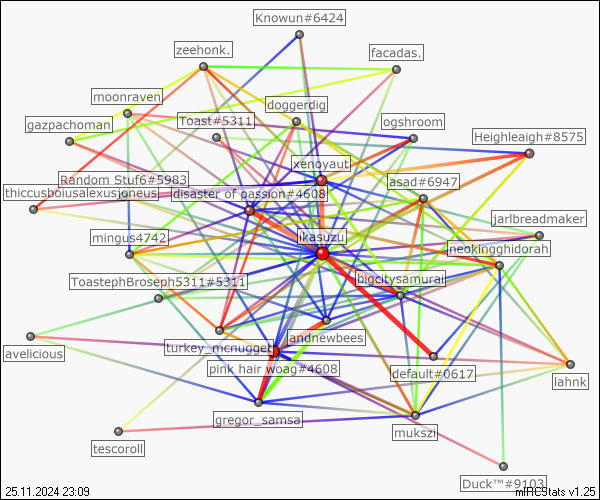 Knowun#6424
zeehonk.
facadas.
moonraven
doggerdig
Toast#5311
ogshroom
gazpachoman
Heighleaigh#8575
xenoyaut
Random_Stuf6#5983
asad#6947
thiccusboiusalexusjoneus
disaster of passion#4608
jarlbreadmaker
mingus4742
ikasuzu
neokingghidorah
ToastephBroseph5311#5311
bigcitysamurai
avelicious
turkey_mcnugget
andnewbees
pink hair woag#4608
default#0617
lahnk
gregor_samsa
mukszi
tescoroll
Duck™#9103
25.11.2024 23:09
mIRCStats v1.25